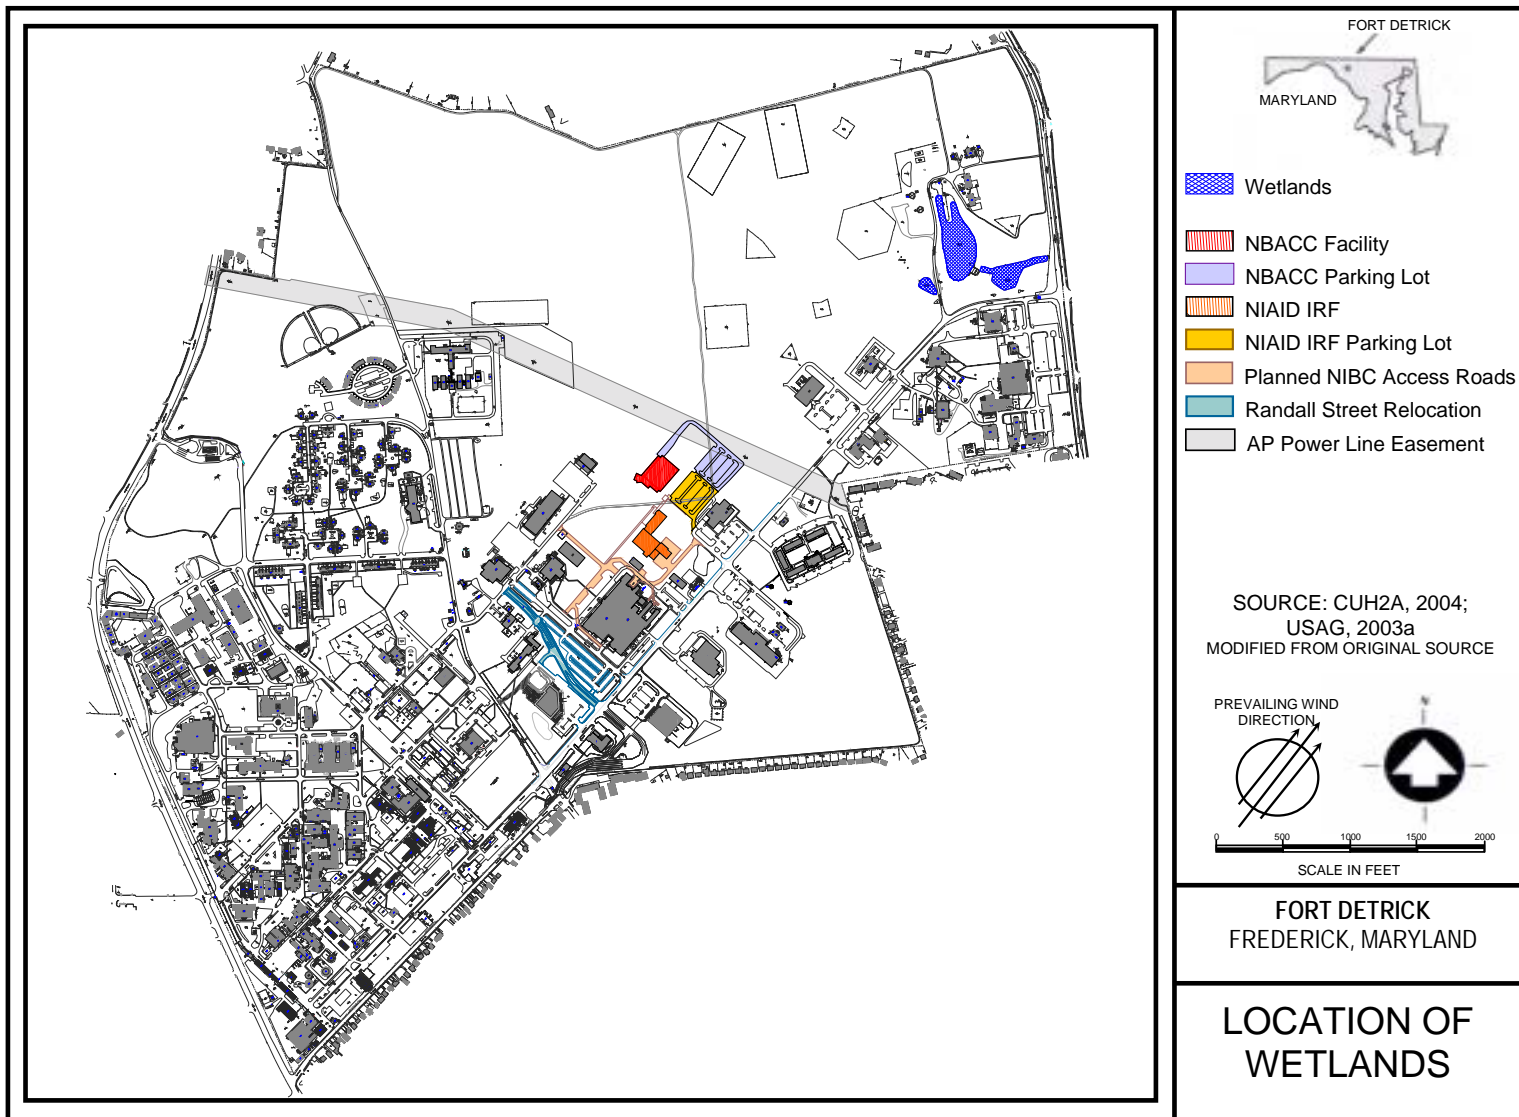 FORT DETRICK
MARYLAND
Wetlands
NBACC Facility
NBACC Parking Lot
NIAID IRF
NIAID IRF Parking Lot
Planned NIBC Access Roads
Randall Street Relocation
AP Power Line Easement
SOURCE: CUH2A, 2004;
USAG, 2003a
MODIFIED FROM ORIGINAL SOURCE
PREVAILING WIND
DIRECTION
N
0 500 1000 1500 2000
SCALE IN FEET
FORT DETRICK
FREDERICK, MARYLAND
LOCATION OF
WETLANDS